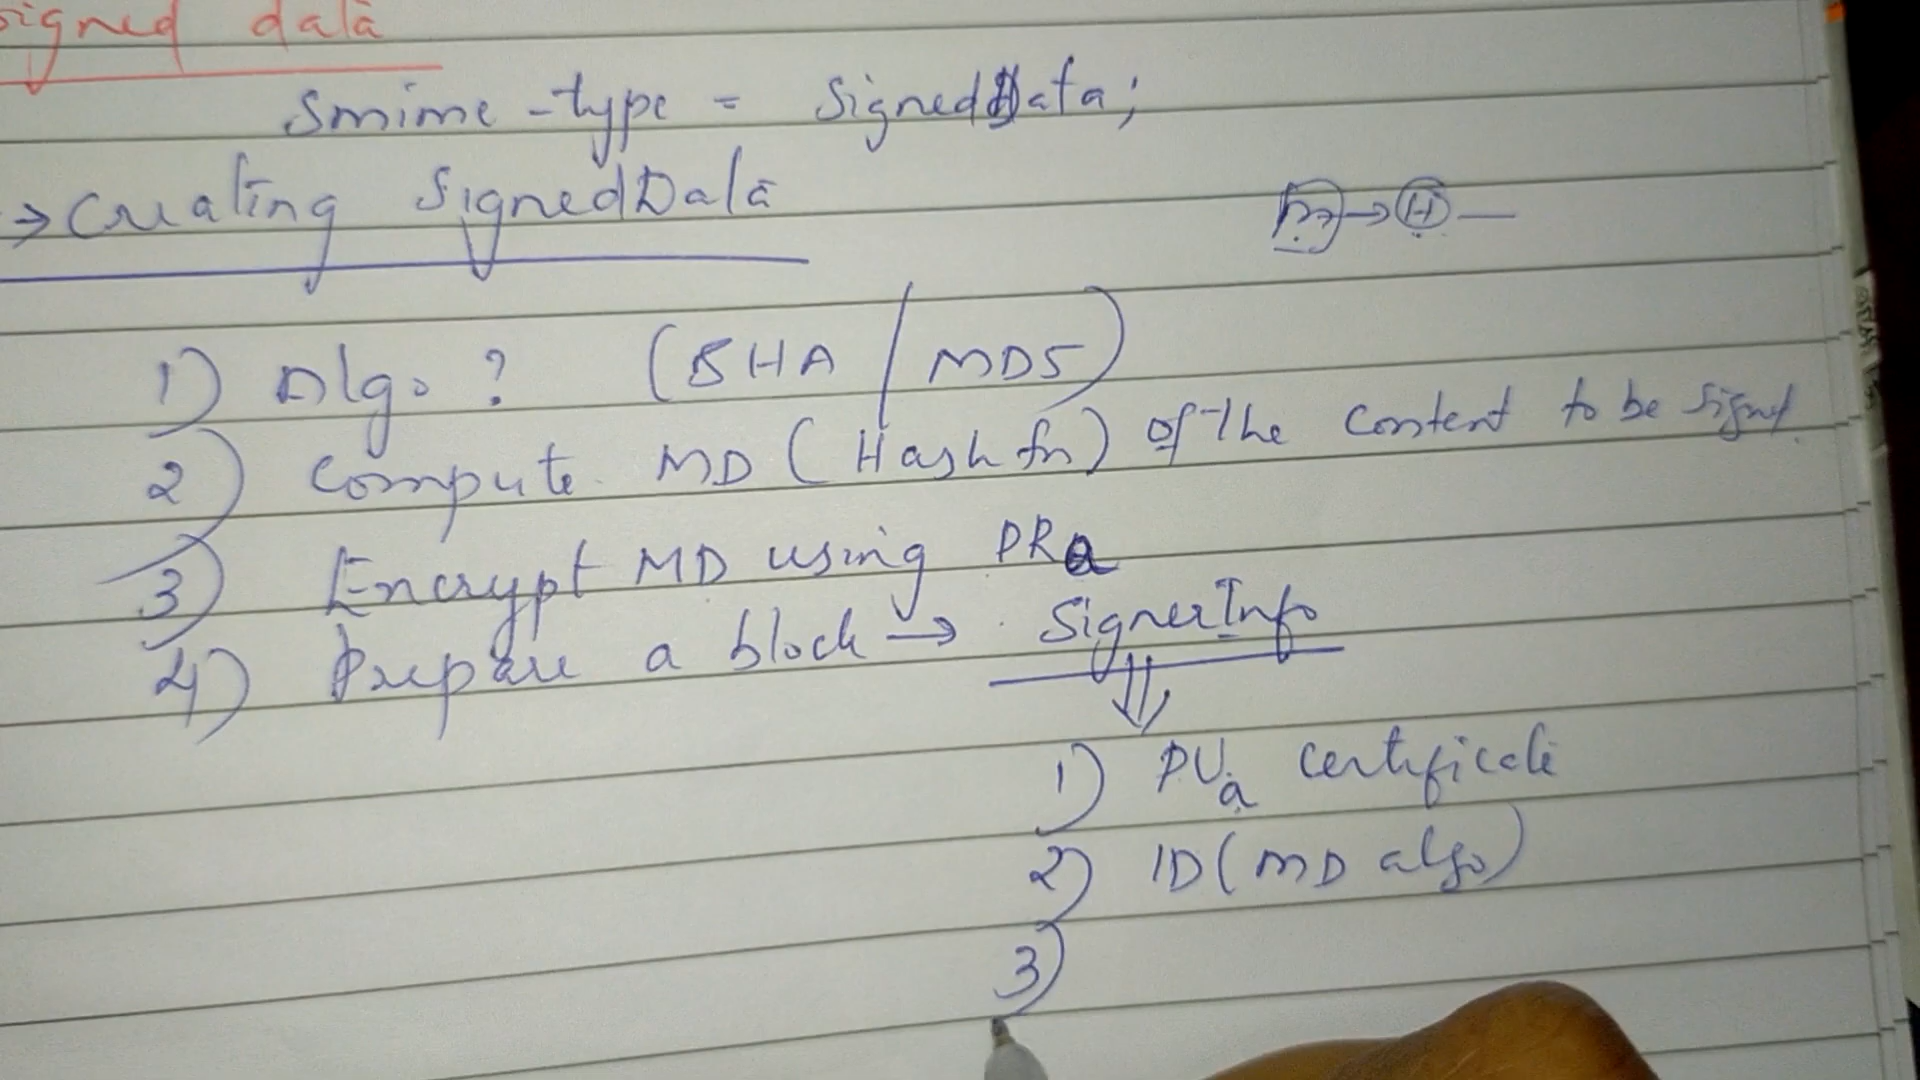 signed data
Smime-type = SignedData;
→ Creating SignedData
m → H —
1) Algo? (SHA / MD5)
2) Compute MD (Hash fn) of the content to be signed
3) Encrypt MD using PRa
4) Prepare a block → SignerInfo
1) PUa certificate
2) ID (MD algo)
3)